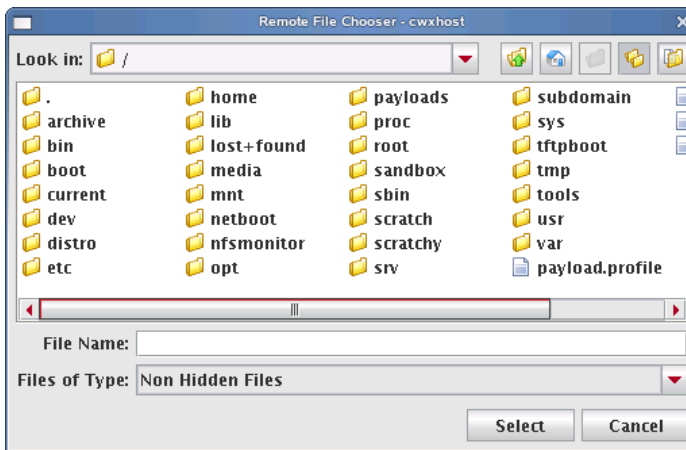 Remote File Chooser - cwxhost
Look in: /
. home payloads subdomain
archive lib proc sys
bin lost+found root tftpboot
boot media sandbox tmp
current mnt sbin tools
dev netboot scratch usr
distro nfsmonitor scratchy var
etc opt srv payload.profile
File Name:
Files of Type: Non Hidden Files
Select Cancel